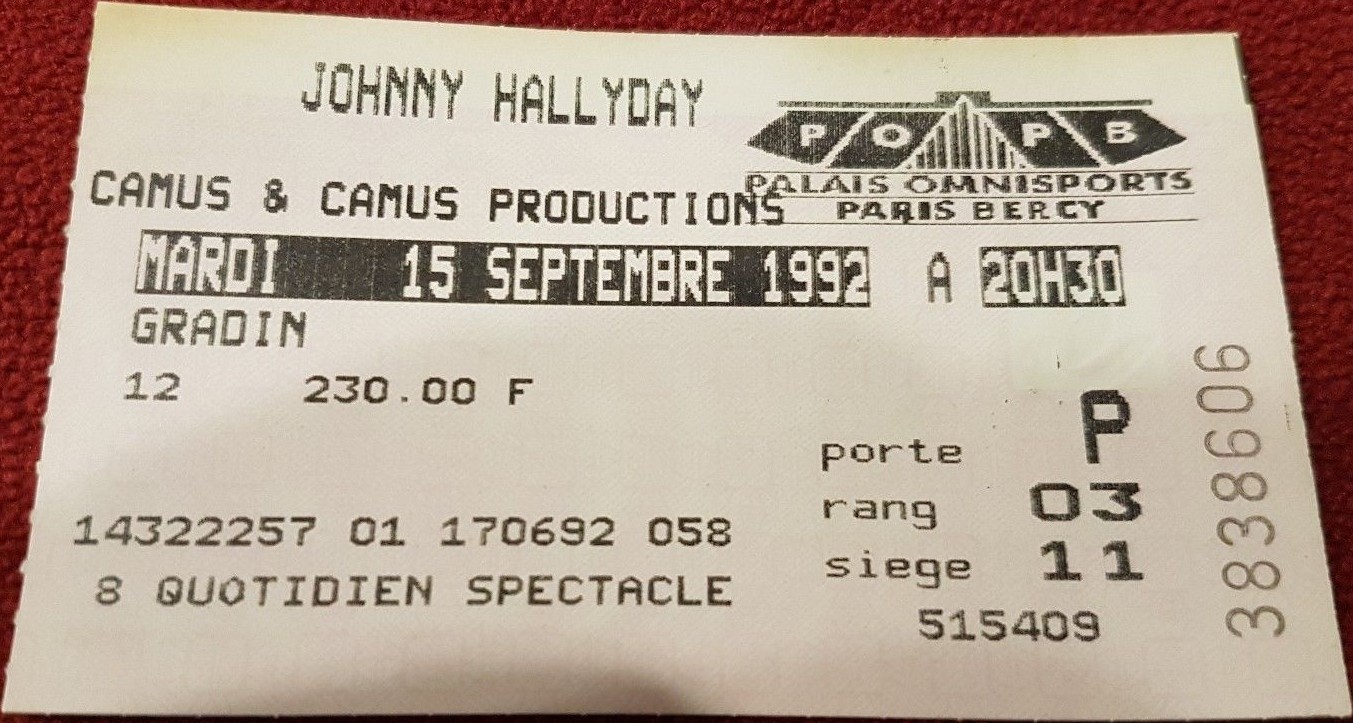 JOHNNY HALLYDAY
P O P B
PALAIS OMNISPORTS
PARIS BERCY
CAMUS & CAMUS PRODUCTIONS
MARDI 15 SEPTEMBRE 1992 A 20H30
GRADIN
12 230.00 F
porte P
rang 03
siege 11
14322257 01 170692 058
8 QUOTIDIEN SPECTACLE
515409
3838606